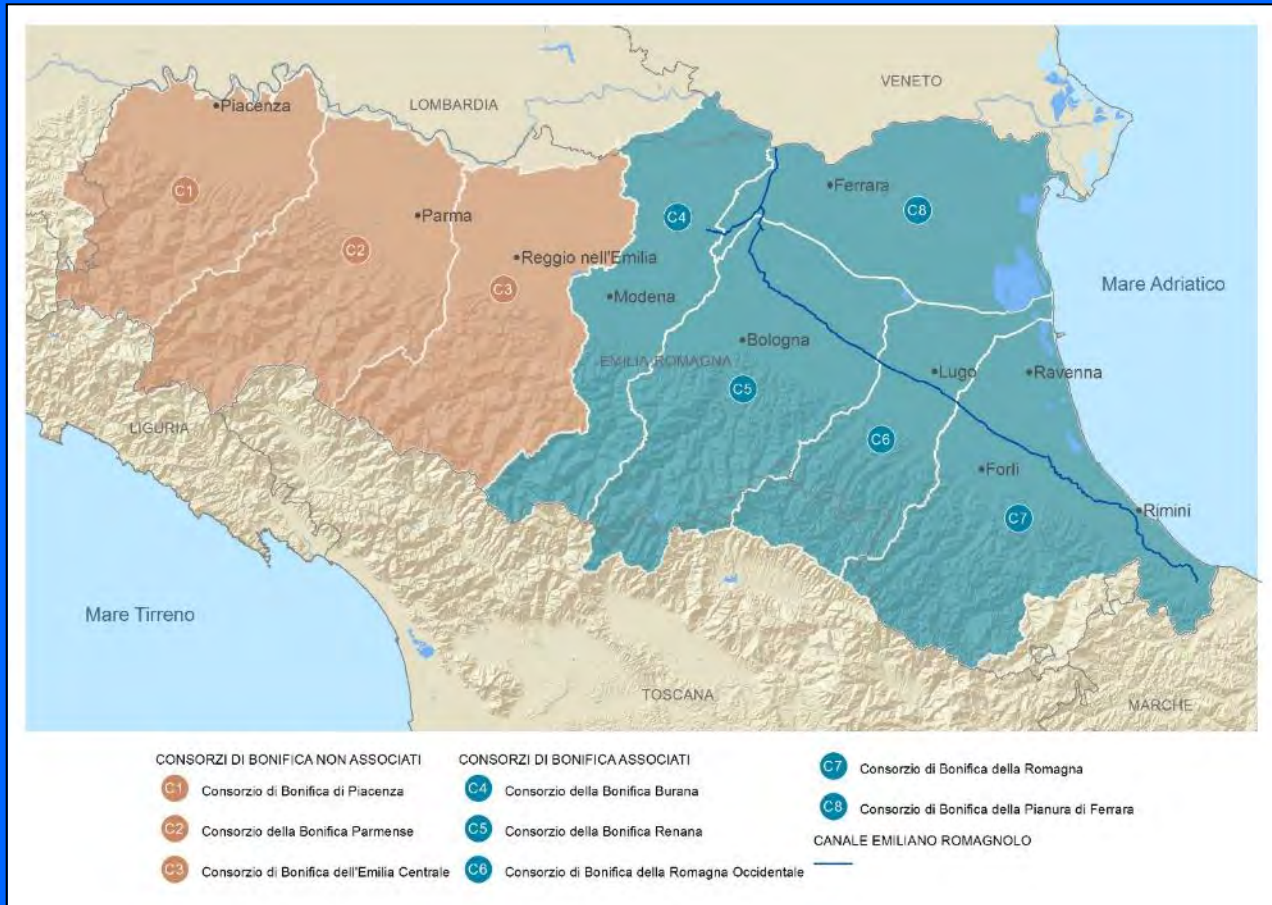 VENETO
LOMBARDIA
Piacenza
Ferrara
C1
C4
C8
Parma
C2
Reggio nell'Emilia
C3
Mare Adriatico
Modena
Bologna
EMILIA ROMAGNA
C5
Lugo
Ravenna
LIGURIA
C6
Forlì
C7
Rimini
Mare Tirreno
TOSCANA
MARCHE
CONSORZI DI BONIFICA NON ASSOCIATI
C1 Consorzio di Bonifica di Piacenza
C2 Consorzio della Bonifica Parmense
C3 Consorzio di Bonifica dell'Emilia Centrale
CONSORZI DI BONIFICA ASSOCIATI
C4 Consorzio della Bonifica Burana
C5 Consorzio della Bonifica Renana
C6 Consorzio di Bonifica della Romagna Occidentale
C7 Consorzio di Bonifica della Romagna
C8 Consorzio di Bonifica della Pianura di Ferrara
CANALE EMILIANO ROMAGNOLO